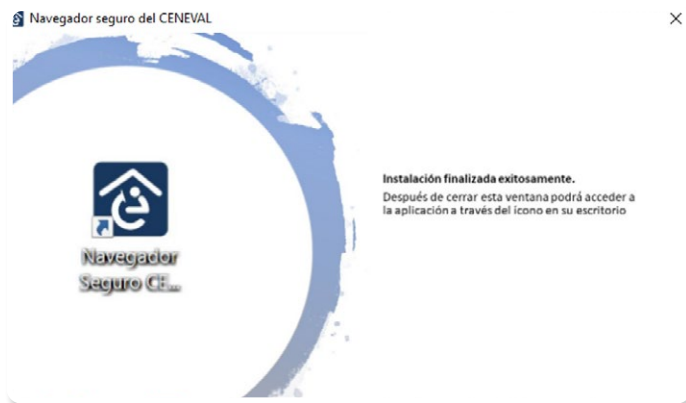 Navegador seguro del CENEVAL
Navegador
Seguro CE...
Instalación finalizada exitosamente.
Después de cerrar esta ventana podrá acceder a
la aplicación a través del ícono en su escritorio